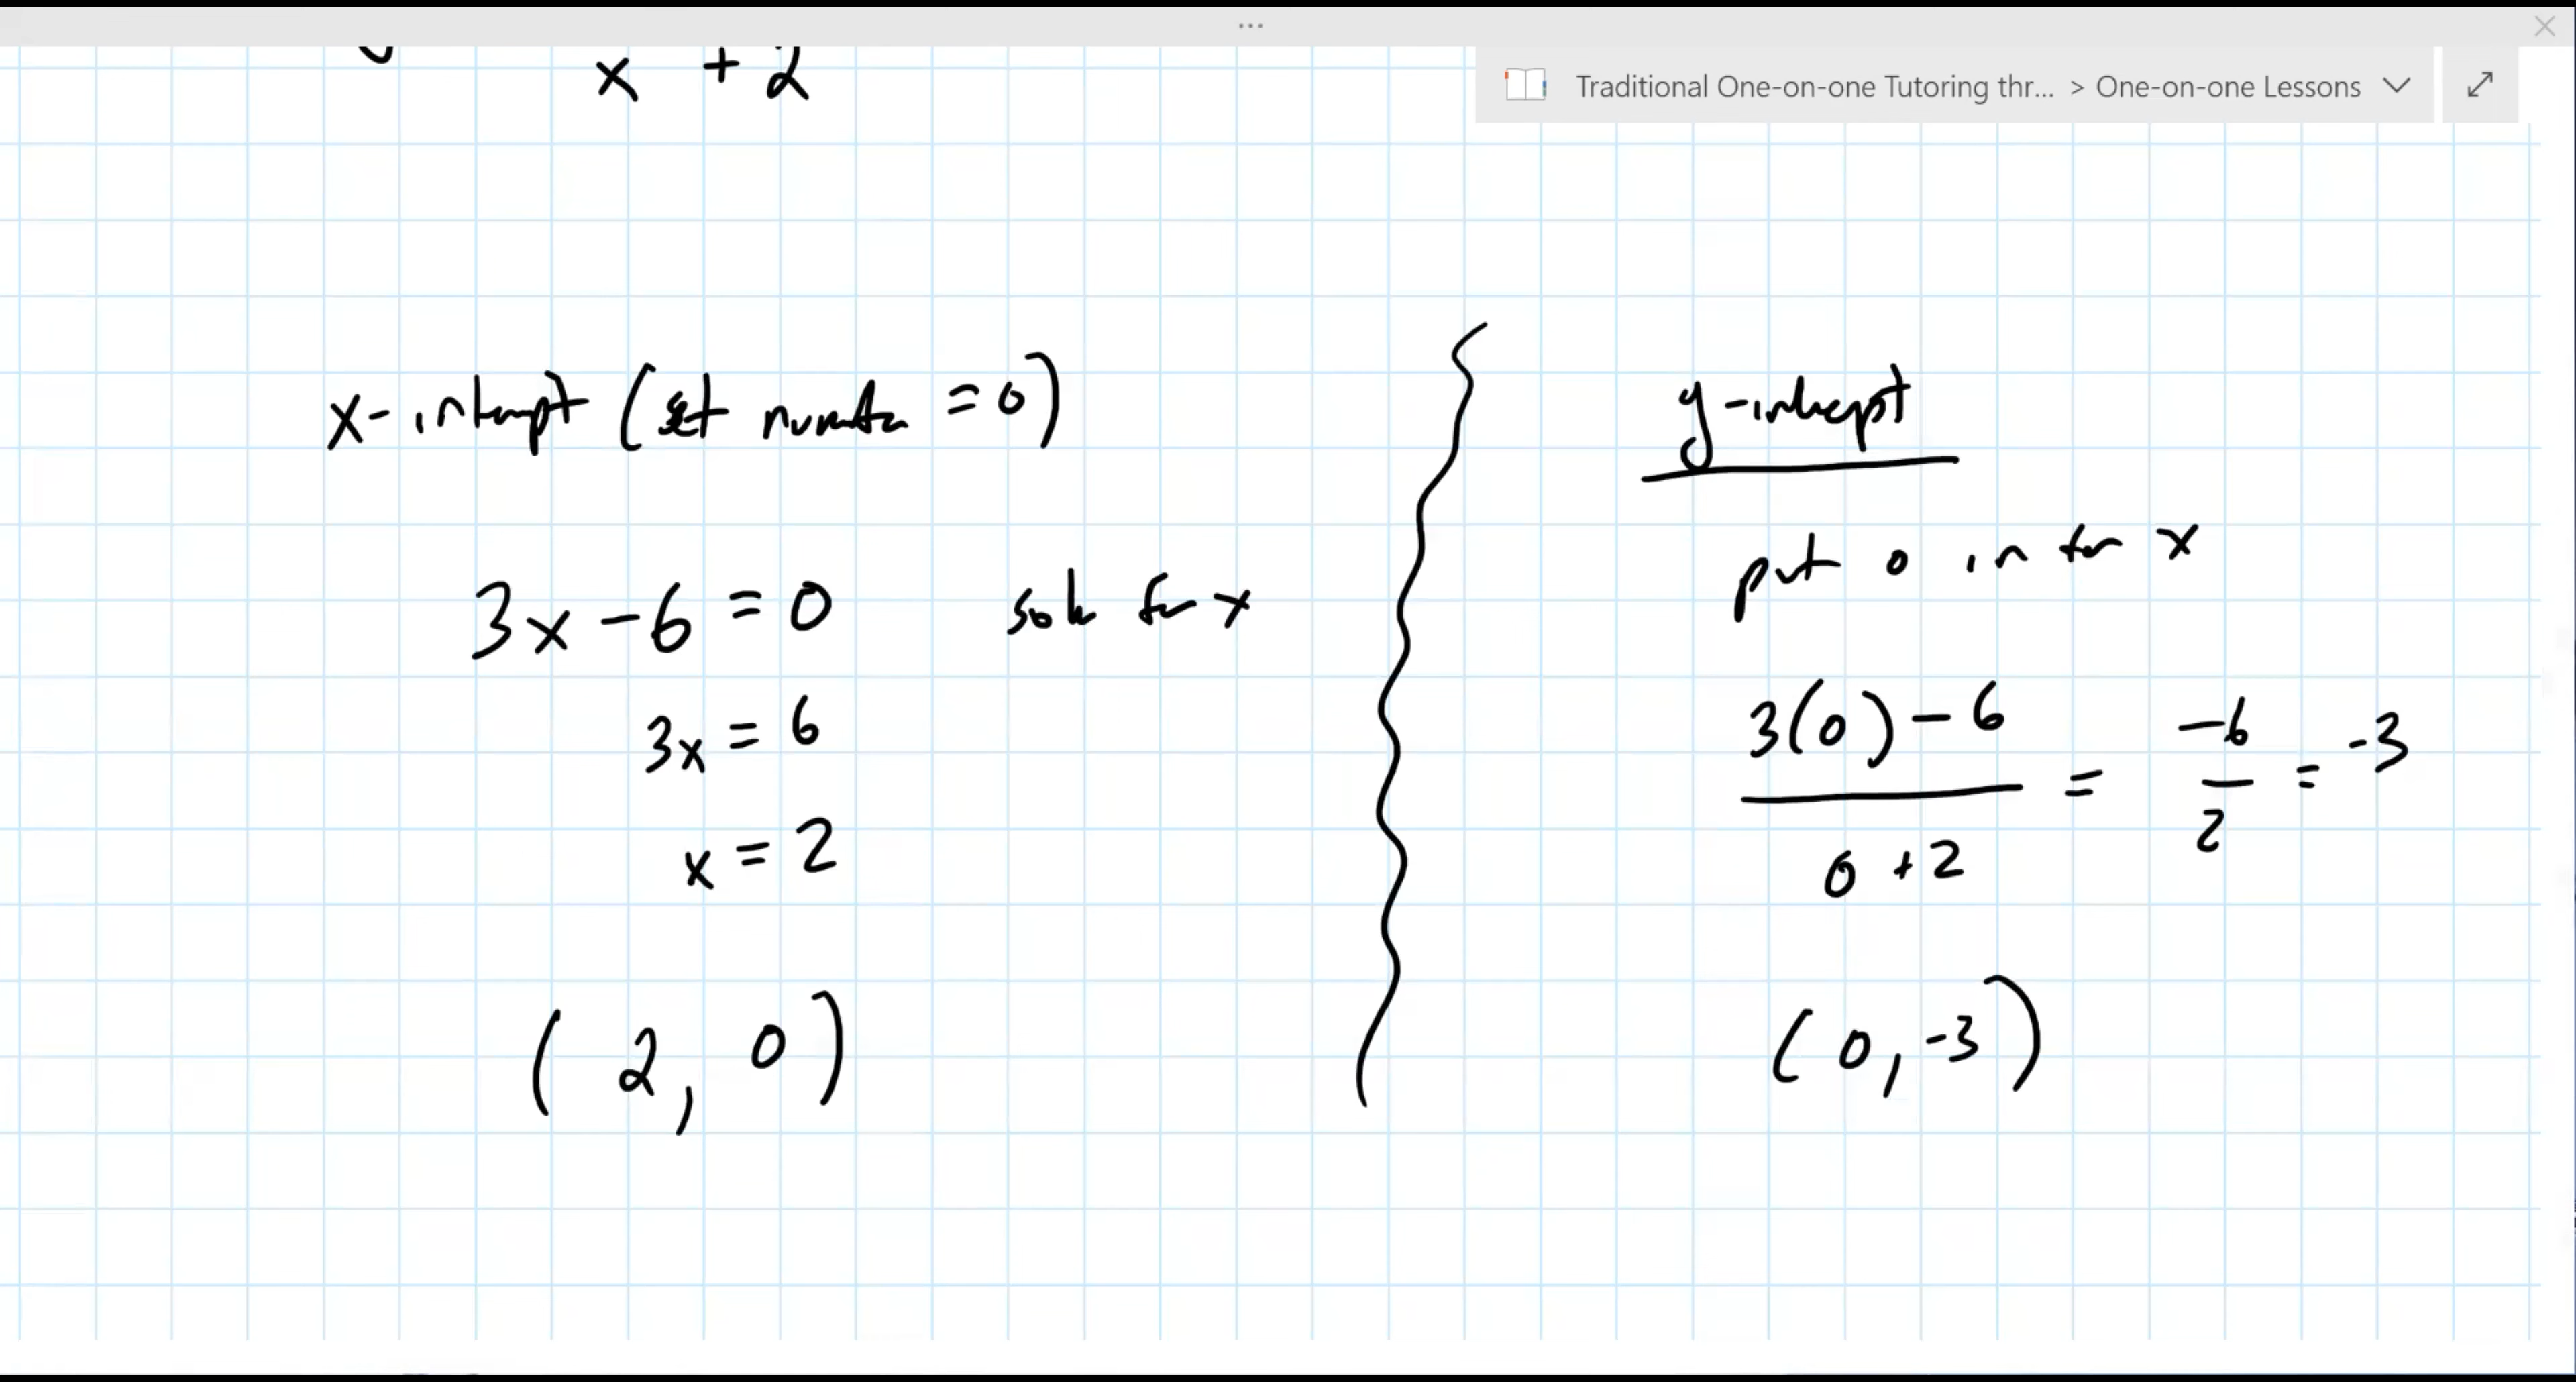 ...
Traditional One-on-one Tutoring thr... > One-on-one Lessons
x + 2
x-intercept (set numerator = 0)
3x - 6 = 0 solve for x
3x = 6
x = 2
(2, 0)
y-intercept
put 0 in for x
3(0) - 6
0 + 2
= -6
2
= -3
(0, -3)